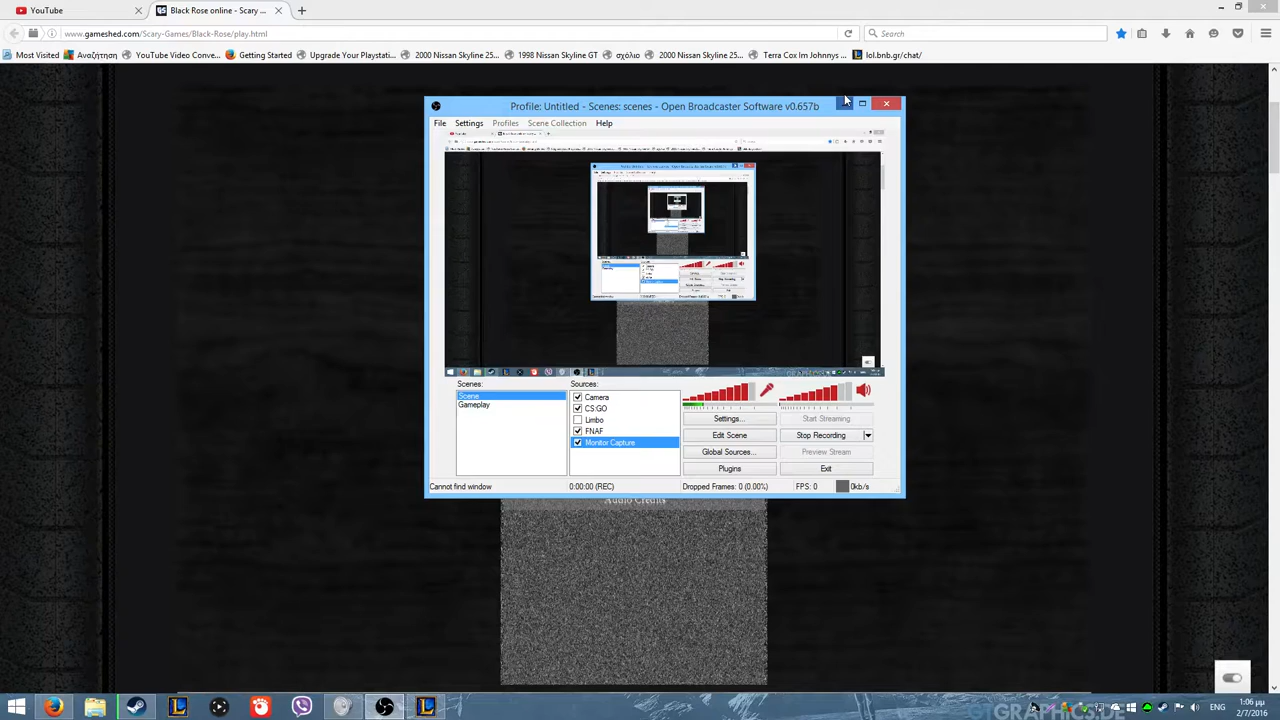 YouTube
Black Rose online - Scary ...
www.gameshed.com/Scary-Games/Black-Rose/play.html
Search
Most Visited
Αναζήτηση
YouTube Video Conve...
Getting Started
Upgrade Your Playstati...
2000 Nissan Skyline 25...
1998 Nissan Skyline GT
σχόλιο
2000 Nissan Skyline 25...
Terra Cox Im Johnnys ...
lol.bnb.gr/chat/
Profile: Untitled - Scenes: scenes - Open Broadcaster Software v0.657b
File Settings Profiles Scene Collection Help
Scenes:
Scene
Gameplay
Sources:
Camera
CS:GO
Limbo
FNAF
Monitor Capture
Settings...
Start Streaming
Edit Scene
Stop Recording
Global Sources...
Preview Stream
Plugins
Exit
Cannot find window
0:00:00 (REC)
Dropped Frames: 0 (0.00%)
FPS: 0
0kb/s
Audio Credits
ENG
1:06 μμ
2/7/2016